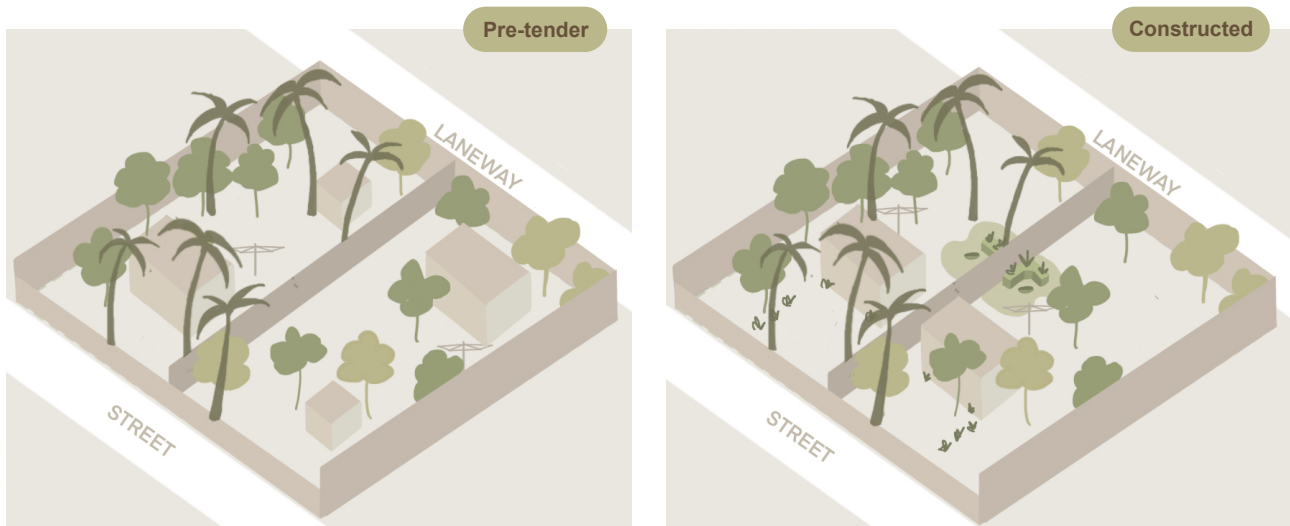 Pre-tender
LANEWAY
STREET
Constructed
LANEWAY
STREET